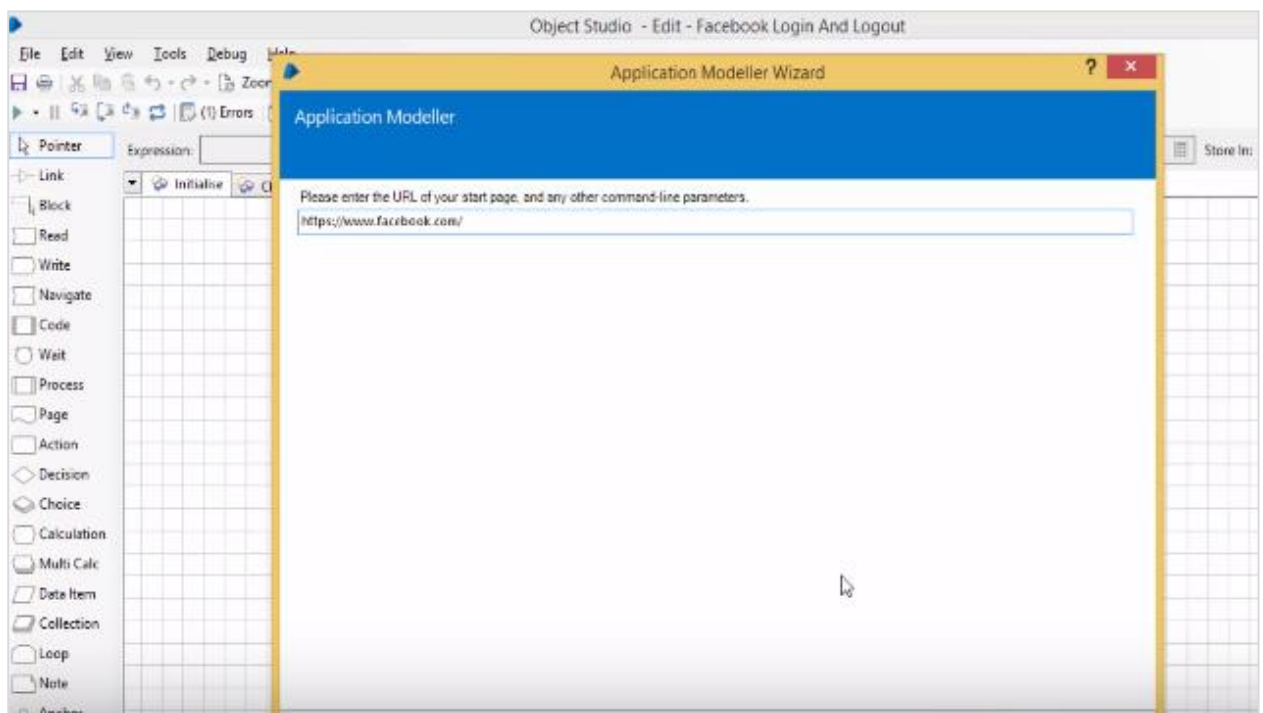 Object Studio - Edit - Facebook Login And Logout
File Edit View Tools Debug Help
Zoom
(1) Errors
Application Modeller Wizard
?
Application Modeller
Please enter the URL of your start page, and any other command-line parameters.
https://www.facebook.com/
Expression:
Store In:
Initialise
Pointer
Link
Block
Read
Write
Navigate
Code
Wait
Process
Page
Action
Decision
Choice
Calculation
Multi Calc
Data Item
Collection
Loop
Note
Anchor